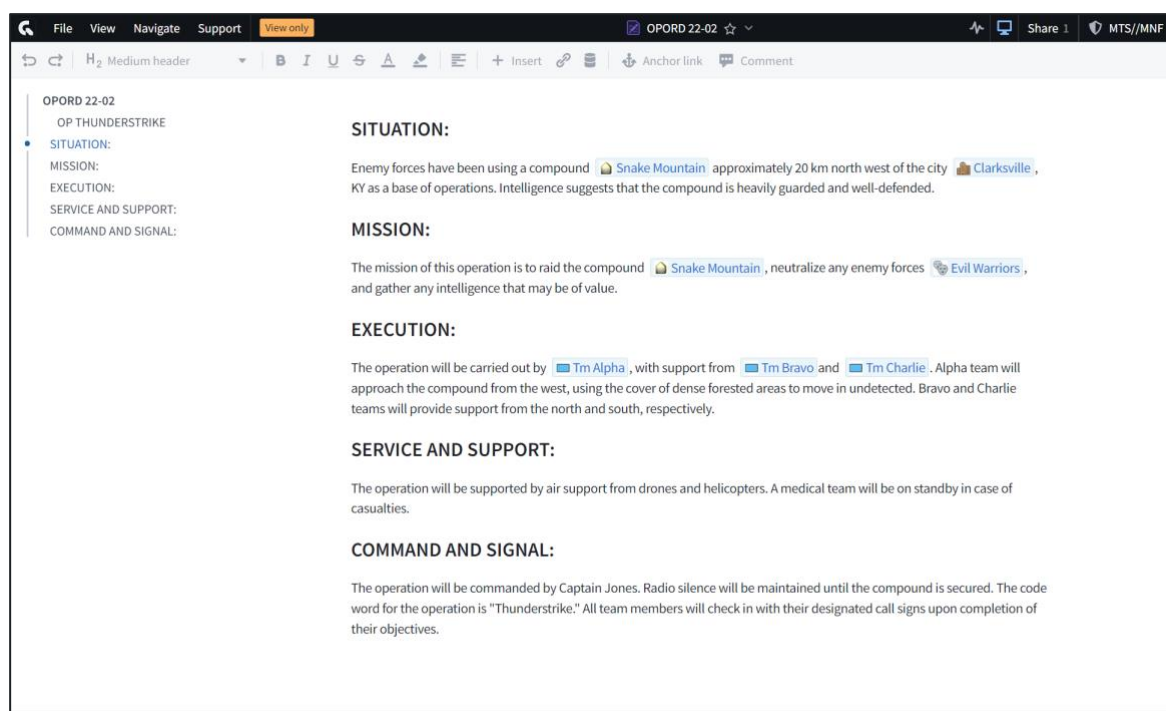 File View Navigate Support View only OPORD 22-02 Share 1 MTS//MNF
H2 Medium header B I U S A Insert Anchor link Comment
OPORD 22-02
OP THUNDERSTRIKE
SITUATION:
MISSION:
EXECUTION:
SERVICE AND SUPPORT:
COMMAND AND SIGNAL:
SITUATION:
Enemy forces have been using a compound Snake Mountain approximately 20 km north west of the city Clarksville,
KY as a base of operations. Intelligence suggests that the compound is heavily guarded and well-defended.
MISSION:
The mission of this operation is to raid the compound Snake Mountain, neutralize any enemy forces Evil Warriors,
and gather any intelligence that may be of value.
EXECUTION:
The operation will be carried out by Tm Alpha, with support from Tm Bravo and Tm Charlie. Alpha team will
approach the compound from the west, using the cover of dense forested areas to move in undetected. Bravo and Charlie
teams will provide support from the north and south, respectively.
SERVICE AND SUPPORT:
The operation will be supported by air support from drones and helicopters. A medical team will be on standby in case of
casualties.
COMMAND AND SIGNAL:
The operation will be commanded by Captain Jones. Radio silence will be maintained until the compound is secured. The code
word for the operation is "Thunderstrike." All team members will check in with their designated call signs upon completion of
their objectives.